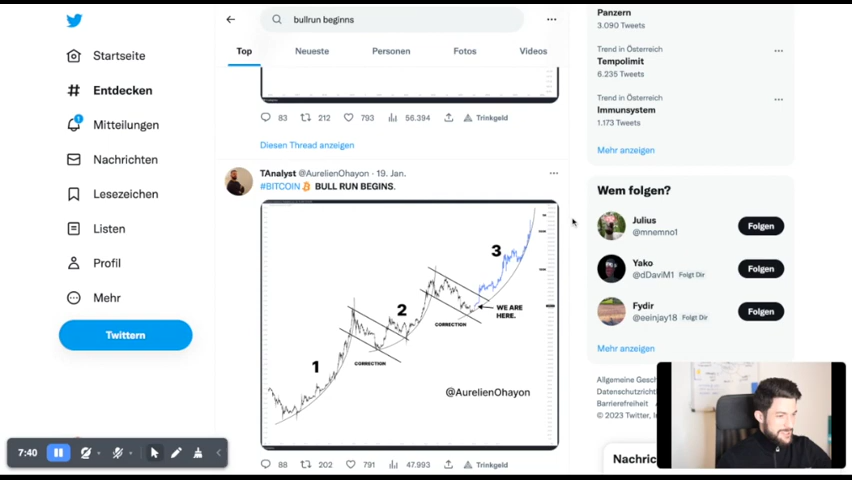 bullrun beginns
Top
Neueste
Personen
Fotos
Videos
Startseite
Entdecken
1
Mitteilungen
Nachrichten
Lesezeichen
Listen
Profil
Mehr
Twittern
83
212
793
56.394
Trinkgeld
Diesen Thread anzeigen
TAnalyst @AurelienOhayon · 19. Jan.
#BITCOIN BULL RUN BEGINS.
1
CORRECTION
2
CORRECTION
3
WE ARE
HERE.
@AurelienOhayon
88
202
791
47.993
Trinkgeld
Panzern
3.090 Tweets
Trend in Österreich
Tempolimit
6.235 Tweets
Trend in Österreich
Immunsystem
1.173 Tweets
Mehr anzeigen
Wem folgen?
Julius
@mnemno1
Folgen
Yako
@dDaviM1 Folgt Dir
Folgen
Fydir
@eeinjay18 Folgt Dir
Folgen
Mehr anzeigen
Allgemeine Gesch
Datenschutzricht
Barrierefreiheit
© 2023 Twitter, I
Nachric
7:40